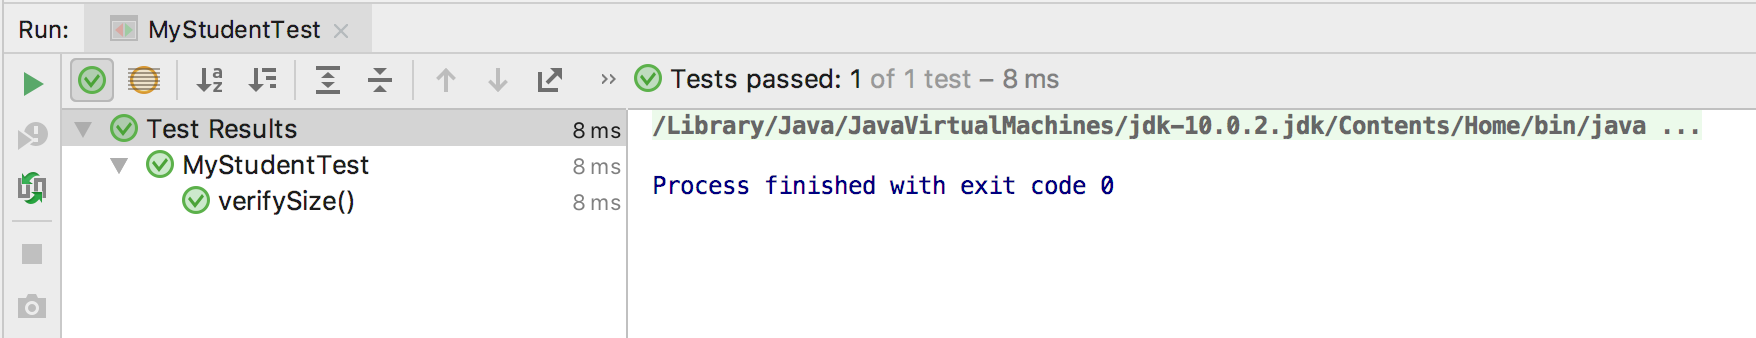 Run: MyStudentTest
Tests passed: 1 of 1 test – 8 ms
Test Results 8 ms
MyStudentTest 8 ms
verifySize() 8 ms
/Library/Java/JavaVirtualMachines/jdk-10.0.2.jdk/Contents/Home/bin/java ...
Process finished with exit code 0